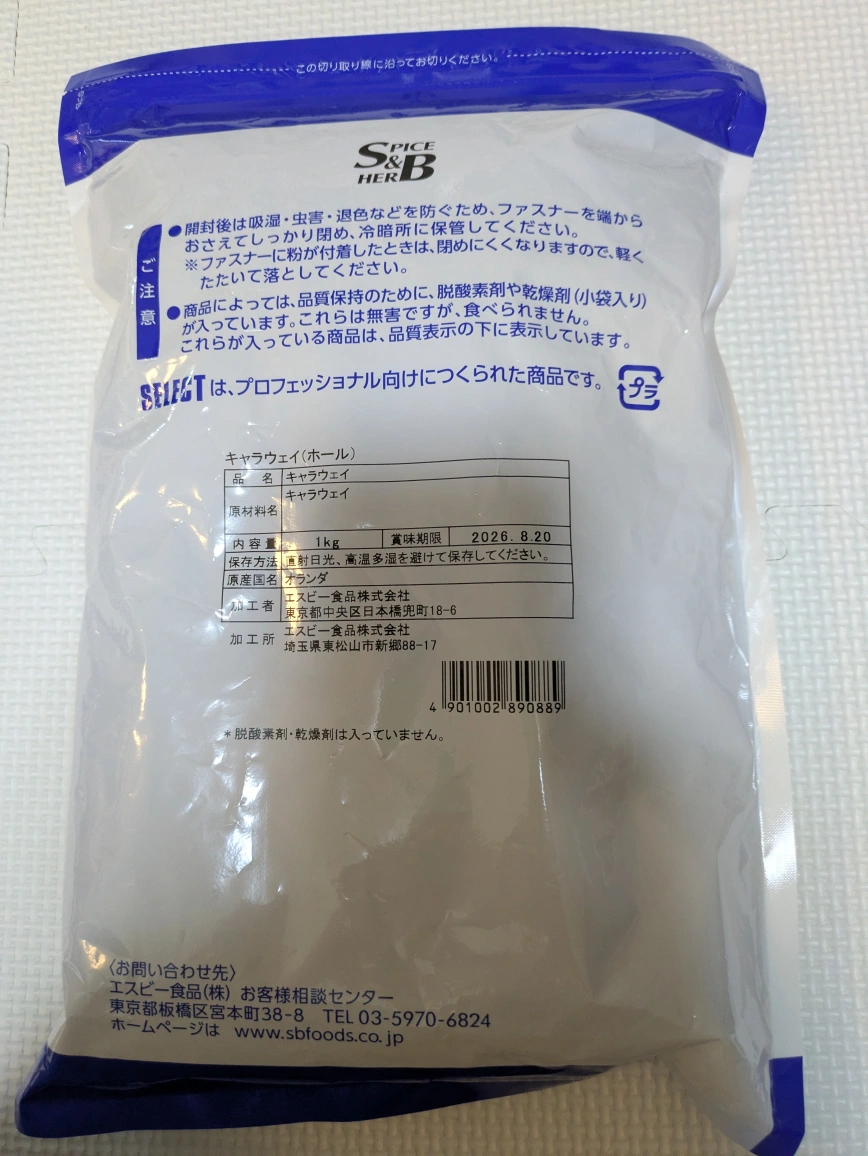 この切り取り線に沿ってお切りください。
SPICE
&
HERB
ご注意
●開封後は吸湿・虫害・退色などを防ぐため、ファスナーを端から
おさえてしっかり閉め、冷暗所に保管してください。
※ファスナーに粉が付着したときは、閉めにくくなりますので、軽く
たたいて落としてください。
●商品によっては、品質保持のために、脱酸素剤や乾燥剤(小袋入り)
が入っています。これらは無害ですが、食べられません。
これらが入っている商品は、品質表示の下に表示しています。
SELECTは、プロフェッショナル向けにつくられた商品です。
プラ
キャラウェイ(ホール)
品名 キャラウェイ
原材料名 キャラウェイ
内容量 1kg 賞味期限 2026.8.20
保存方法 直射日光、高温多湿を避けて保存してください。
原産国名 オランダ
加工者 エスビー食品株式会社
東京都中央区日本橋兜町18-6
加工所 エスビー食品株式会社
埼玉県東松山市新郷88-17
4 901002 890889
*脱酸素剤・乾燥剤は入っていません。
〈お問い合わせ先〉
エスビー食品(株) お客様相談センター
東京都板橋区宮本町38-8 TEL 03-5970-6824
ホームページは www.sbfoods.co.jp